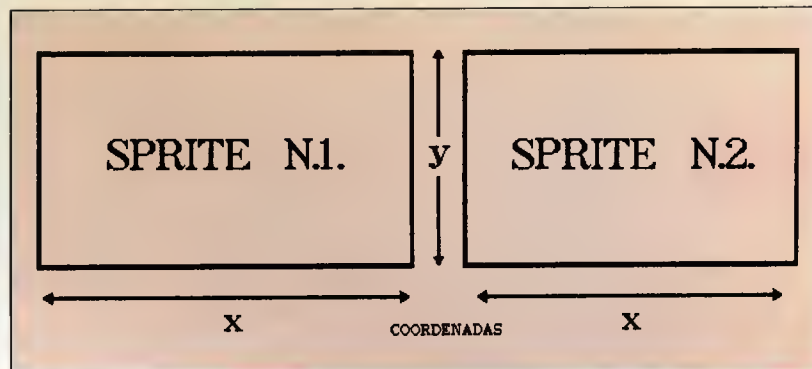 SPRITE N.1.
y
SPRITE N.2.
x
COORDENADAS
x